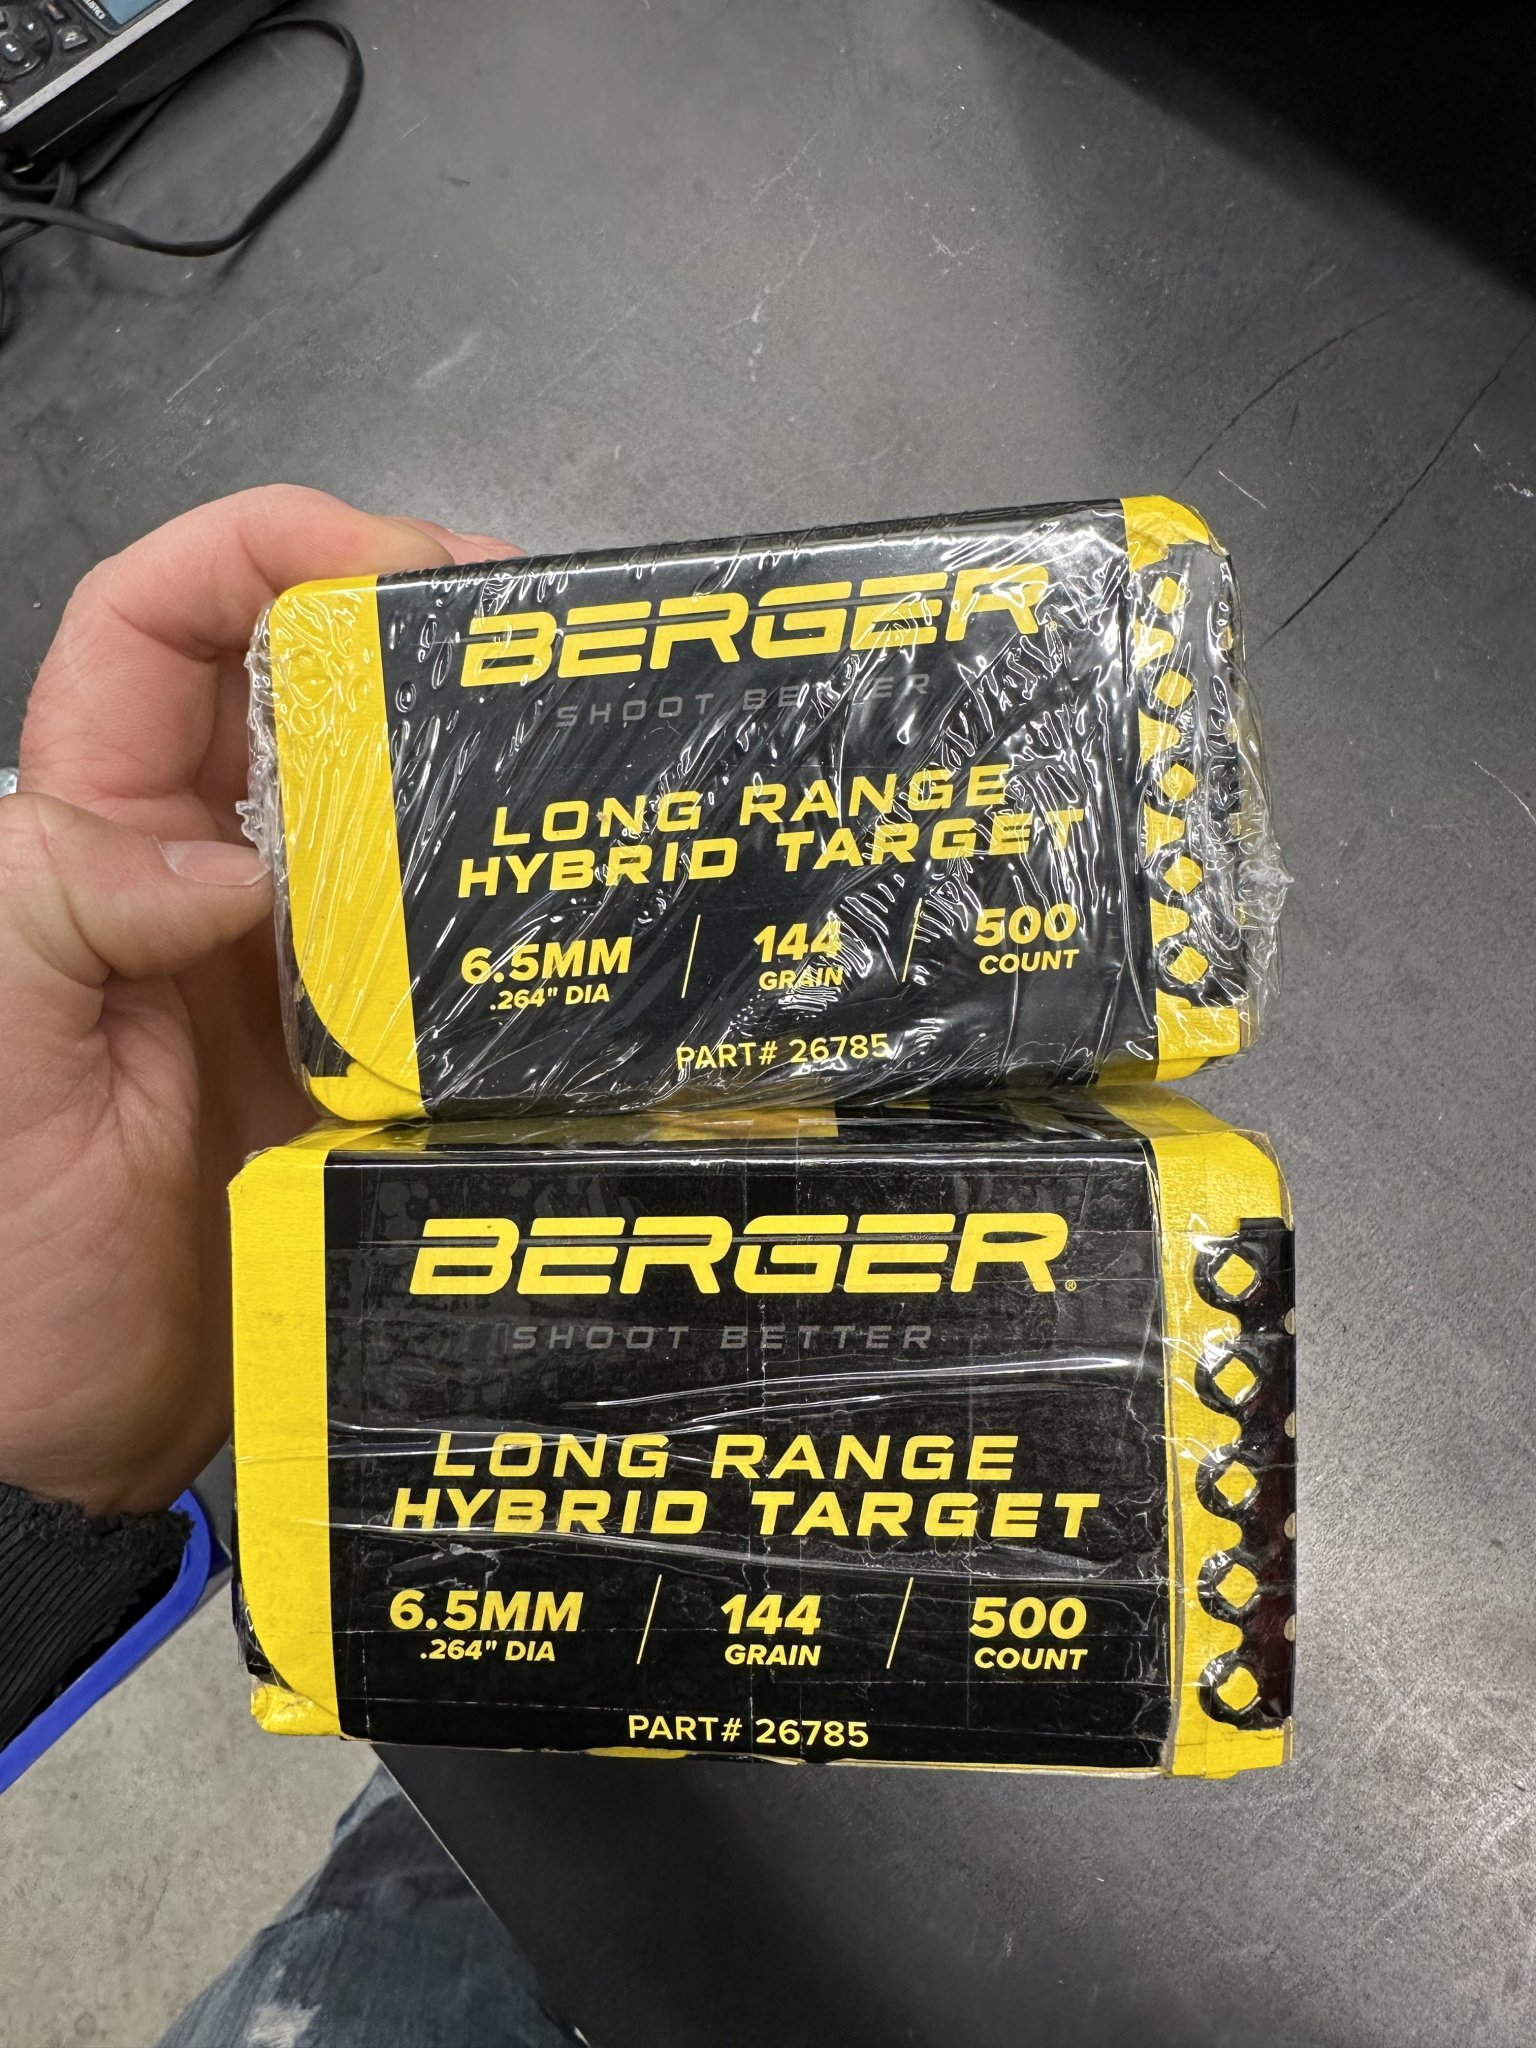 BERGER
SHOOT BETTER
LONG RANGE
HYBRID TARGET
6.5MM
.264" DIA
144
GRAIN
500
COUNT
PART# 26785
BERGER®
SHOOT BETTER
LONG RANGE
HYBRID TARGET
6.5MM
.264" DIA
144
GRAIN
500
COUNT
PART# 26785